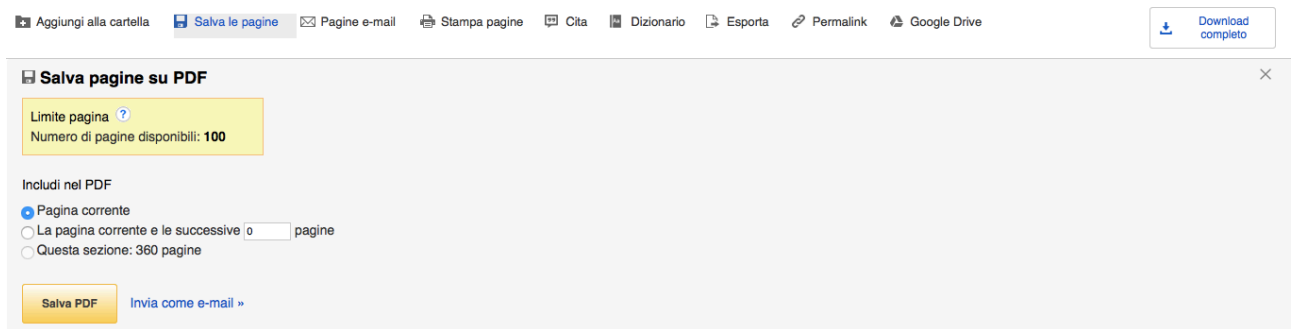 Aggiungi alla cartella Salva le pagine Pagine e-mail Stampa pagine Cita Dizionario Esporta Permalink Google Drive Download
completo
Salva pagine su PDF
Limite pagina ?
Numero di pagine disponibili: 100
Includi nel PDF
Pagina corrente
La pagina corrente e le successive 0 pagine
Questa sezione: 360 pagine
Salva PDF Invia come e-mail »